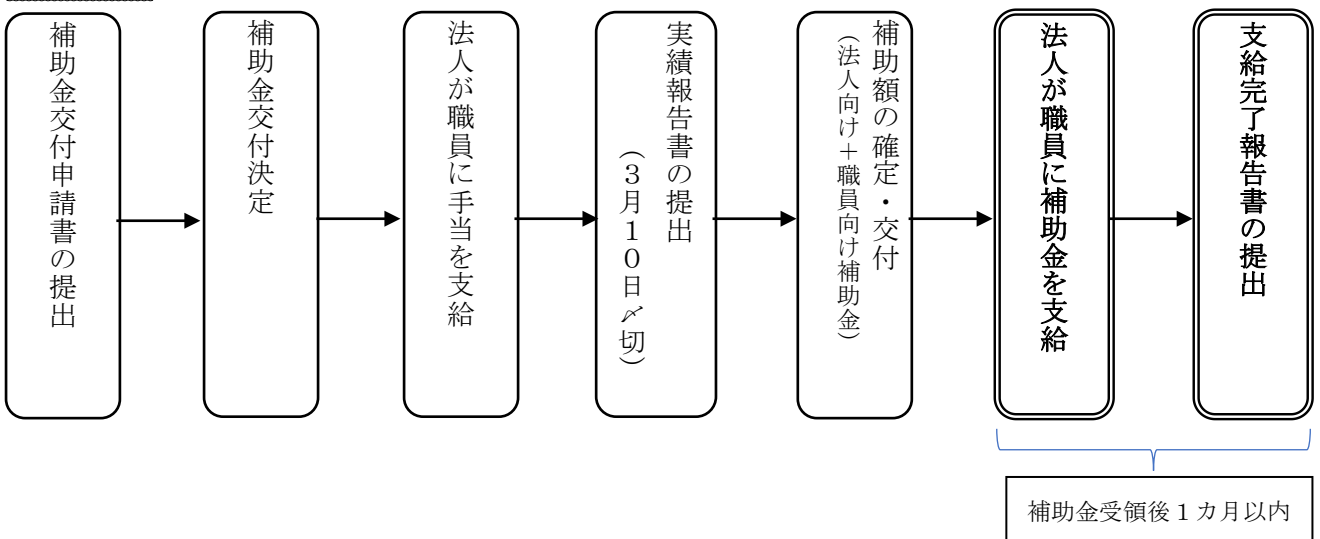 補助金交付申請書の提出
補助金交付決定
法人が職員に手当を支給
実績報告書の提出
（３月１０日〆切）
補助額の確定・交付
（法人向け＋職員向け補助金）
法人が職員に補助金を支給
支給完了報告書の提出
補助金受領後１カ月以内